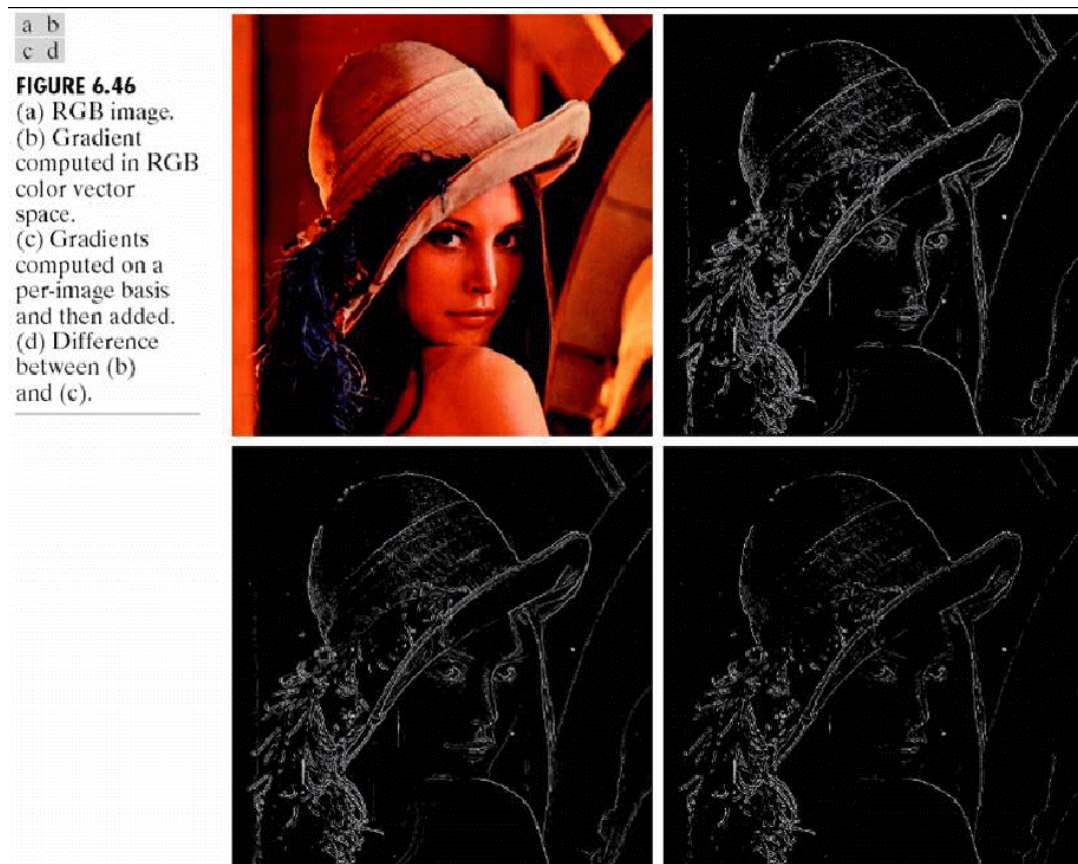 a b
c d
FIGURE 6.46
(a) RGB image.
(b) Gradient
computed in RGB
color vector
space.
(c) Gradients
computed on a
per-image basis
and then added.
(d) Difference
between (b)
and (c).